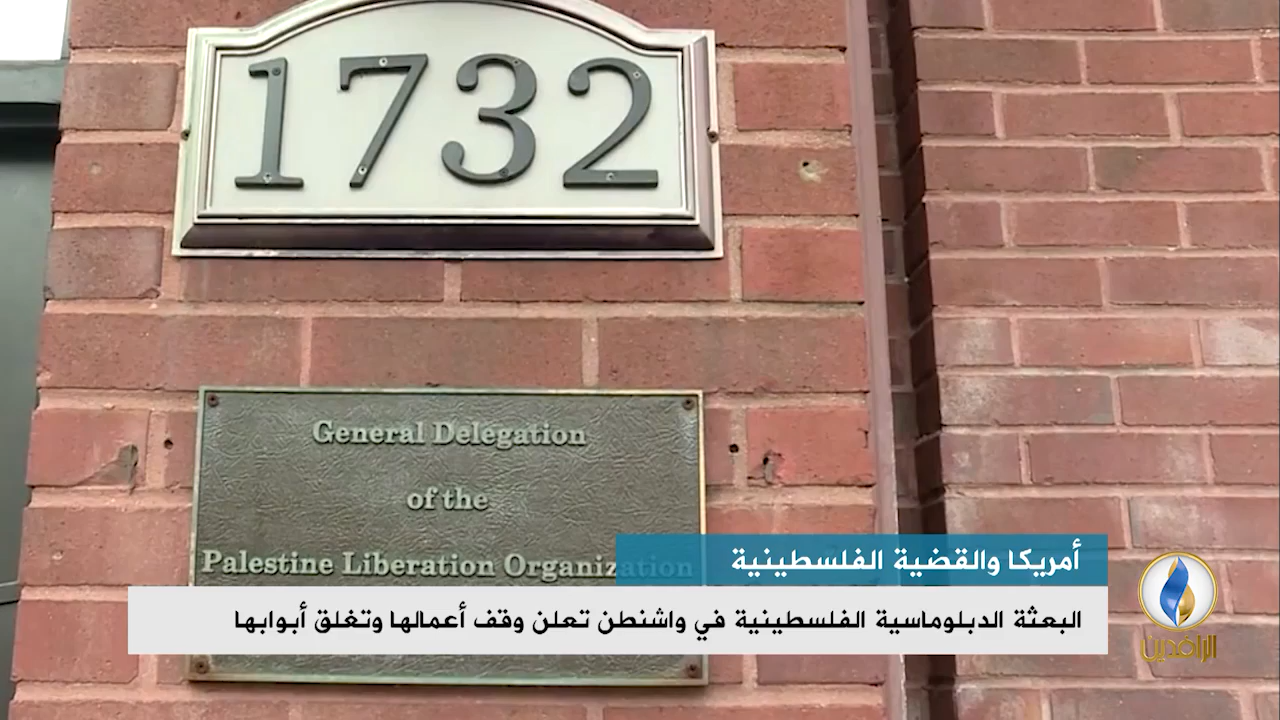 1732
General Delegation
of the
Palestine Liberation Organization
أمريكا والقضية الفلسطينية
البعثة الدبلوماسية الفلسطينية في واشنطن تعلن وقف أعمالها وتغلق أبوابها
الرافدين